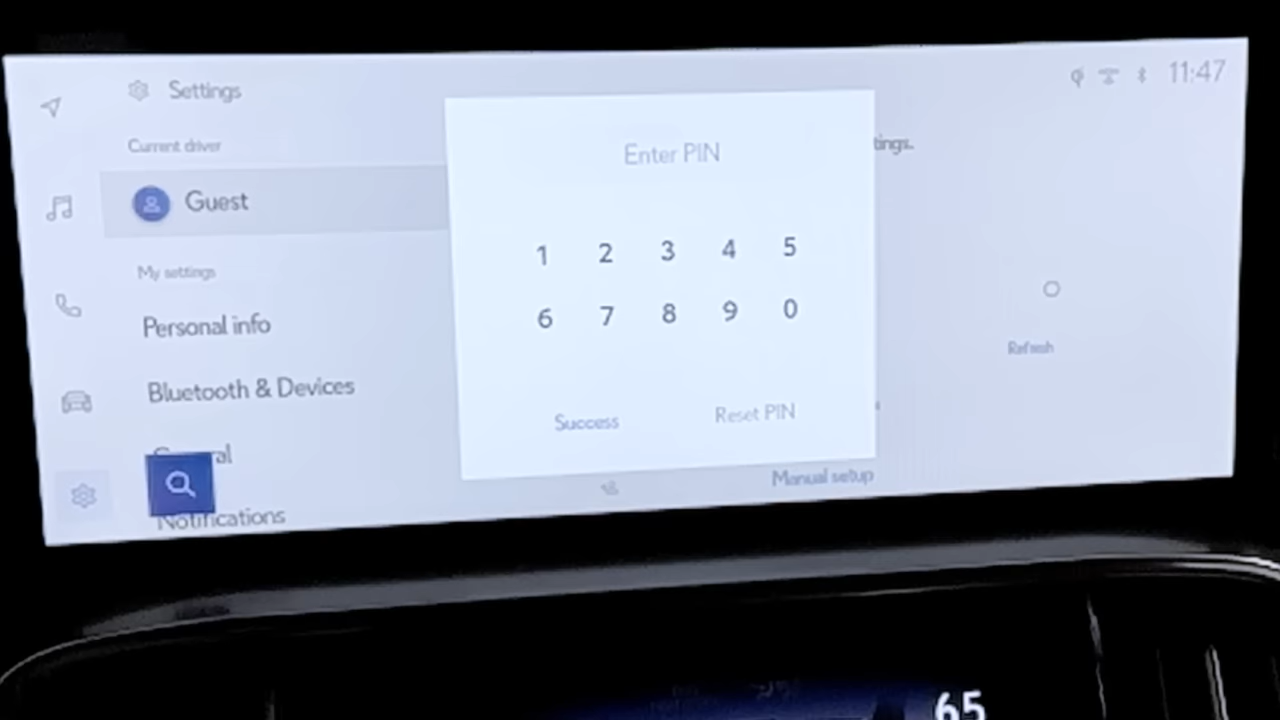 Settings
11:47
Current driver
Enter PIN
tings.
Guest
1 2 3 4 5
My settings
6 7 8 9 0
Personal info
Refresh
Bluetooth & Devices
Success
Reset PIN
ral
Manual setup
Notifications
65